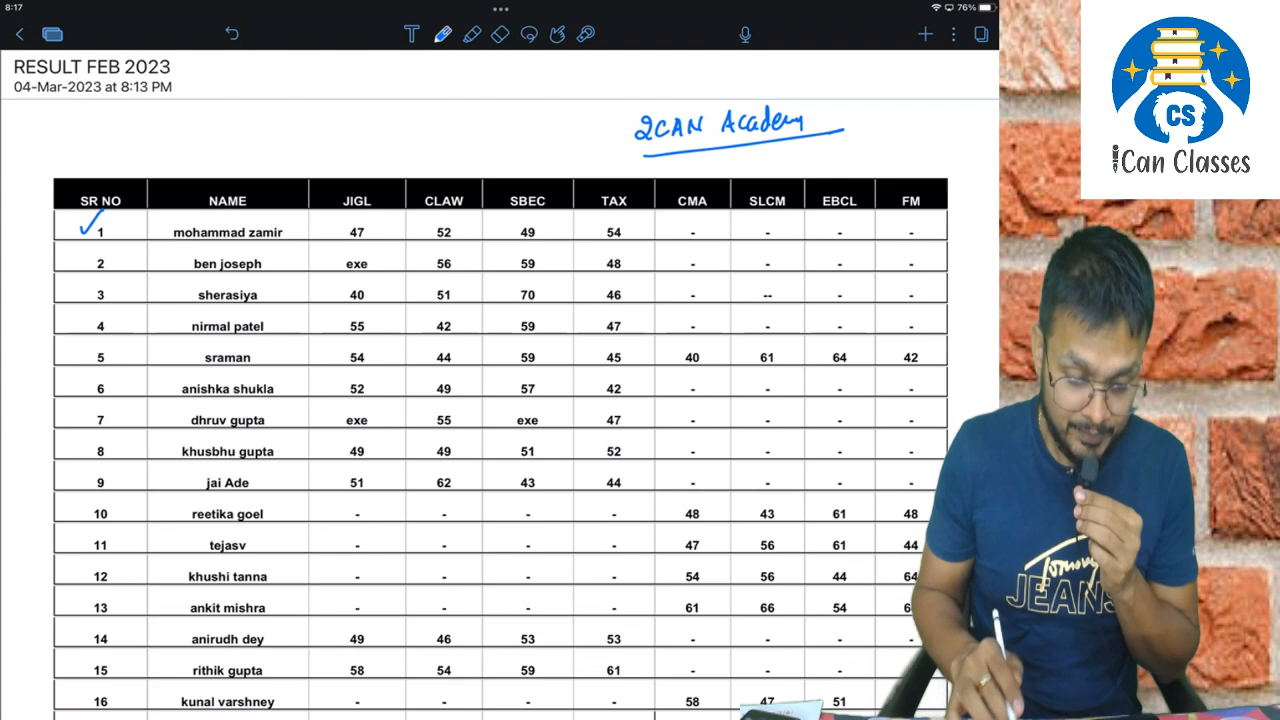 8:17
76%
RESULT FEB 2023
04-Mar-2023 at 8:13 PM
2CAN Academy
CS
iCan Classes
SR NO NAME JIGL CLAW SBEC TAX CMA SLCM EBCL FM
1 mohammad zamir 47 52 49 54 - - - -
2 ben joseph exe 56 59 48 - - - -
3 sherasiya 40 51 70 46 - -- - -
4 nirmal patel 55 42 59 47 - - - -
5 sraman 54 44 59 45 40 61 64 42
6 anishka shukla 52 49 57 42 - - - -
7 dhruv gupta exe 55 exe 47 - - - -
8 khusbhu gupta 49 49 51 52 - - - -
9 jai Ade 51 62 43 44 - - - -
10 reetika goel - - - - 48 43 61 48
11 tejasv - - - - 47 56 61 44
12 khushi tanna - - - - 54 56 44 64
13 ankit mishra - - - - 61 66 54
14 anirudh dey 49 46 53 53 - - - -
15 rithik gupta 58 54 59 61 - - -
16 kunal varshney - - - - 58 47 51
JEANS